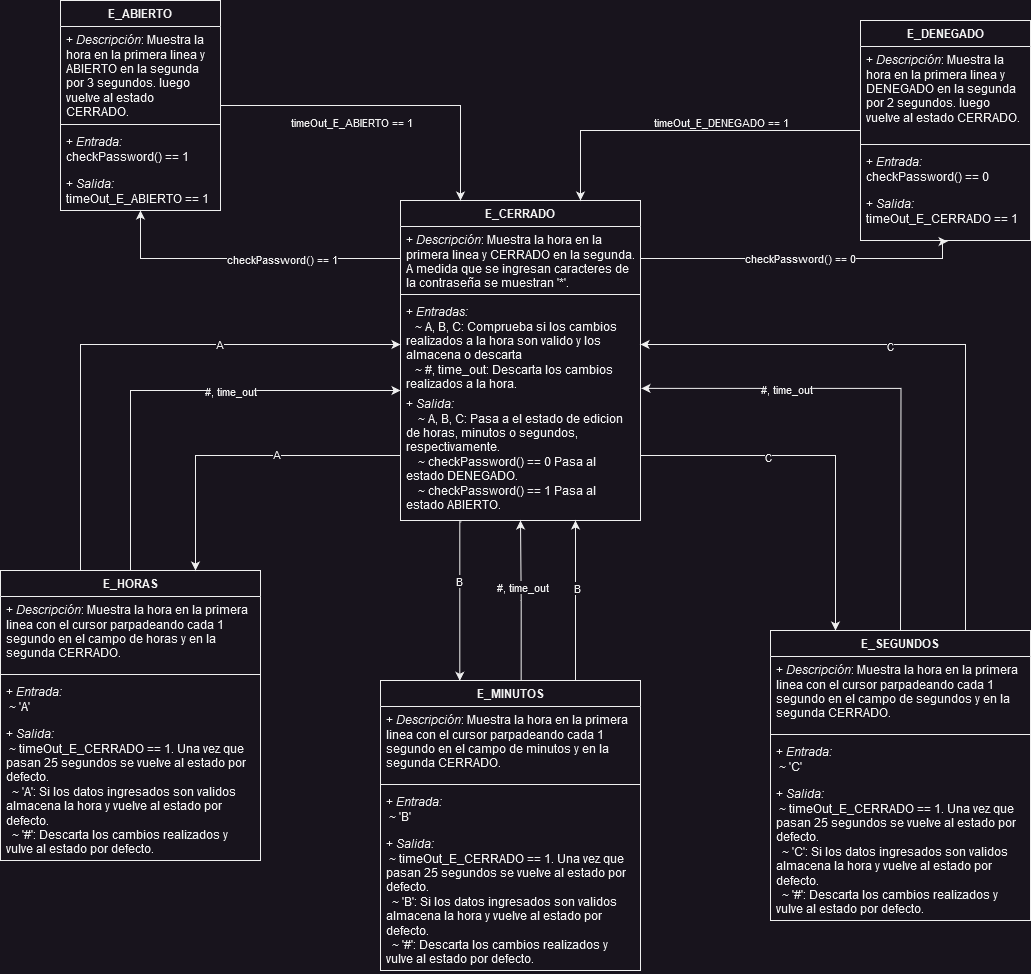 E_ABIERTO
+ Descripción: Muestra la
hora en la primera linea y
ABIERTO en la segunda
por 3 segundos. luego
vuelve al estado
CERRADO.
+ Entrada:
checkPassword() == 1
+ Salida:
timeOut_E_ABIERTO == 1
timeOut_E_ABIERTO == 1
timeOut_E_DENEGADO == 1
E_DENEGADO
+ Descripción: Muestra la
hora en la primera linea y
DENEGADO en la segunda
por 2 segundos. luego
vuelve al estado CERRADO.
+ Entrada:
checkPassword() == 0
+ Salida:
timeOut_E_CERRADO == 1
checkPassword() == 1
checkPassword() == 0
E_CERRADO
+ Descripción: Muestra la hora en la
primera linea y CERRADO en la segunda.
A medida que se ingresan caracteres de
la contraseña se muestran '*'.
+ Entradas:
~ A, B, C: Comprueba si los cambios
realizados a la hora son valido y los
almacena o descarta
~ #, time_out: Descarta los cambios
realizados a la hora.
+ Salida:
~ A, B, C: Pasa a el estado de edicion
de horas, minutos o segundos,
respectivamente.
~ checkPassword() == 0 Pasa al
estado DENEGADO.
~ checkPassword() == 1 Pasa al
estado ABIERTO.
A
#, time_out
A
C
#, time_out
C
B
#, time_out
B
E_HORAS
+ Descripción: Muestra la hora en la primera
linea con el cursor parpadeando cada 1
segundo en el campo de horas y en la
segunda CERRADO.
+ Entrada:
~ 'A'
+ Salida:
~ timeOut_E_CERRADO == 1. Una vez que
pasan 25 segundos se vuelve al estado por
defecto.
~ 'A': Si los datos ingresados son validos
almacena la hora y vuelve al estado por
defecto.
~ '#': Descarta los cambios realizados y
vulve al estado por defecto.
E_MINUTOS
+ Descripción: Muestra la hora en la primera
linea con el cursor parpadeando cada 1
segundo en el campo de minutos y en la
segunda CERRADO.
+ Entrada:
~ 'B'
+ Salida:
~ timeOut_E_CERRADO == 1. Una vez que
pasan 25 segundos se vuelve al estado por
defecto.
~ 'B': Si los datos ingresados son validos
almacena la hora y vuelve al estado por
defecto.
~ '#': Descarta los cambios realizados y
vulve al estado por defecto.
E_SEGUNDOS
+ Descripción: Muestra la hora en la primera
linea con el cursor parpadeando cada 1
segundo en el campo de segundos y en la
segunda CERRADO.
+ Entrada:
~ 'C'
+ Salida:
~ timeOut_E_CERRADO == 1. Una vez que
pasan 25 segundos se vuelve al estado por
defecto.
~ 'C': Si los datos ingresados son validos
almacena la hora y vuelve al estado por
defecto.
~ '#': Descarta los cambios realizados y
vulve al estado por defecto.